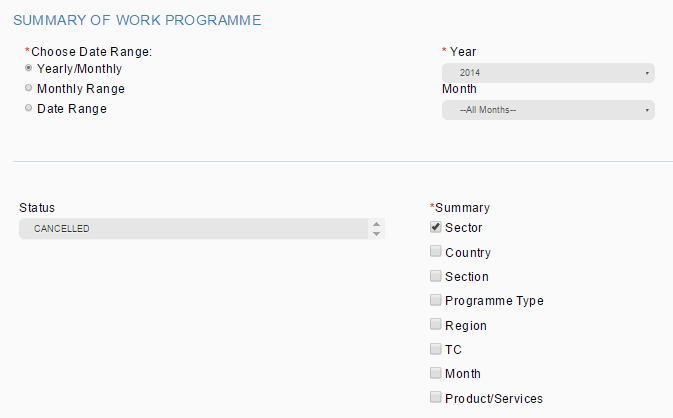 SUMMARY OF WORK PROGRAMME
*Choose Date Range:
Yearly/Monthly
Monthly Range
Date Range
* Year
2014
Month
--All Months--
Status
CANCELLED
*Summary
Sector
Country
Section
Programme Type
Region
TC
Month
Product/Services